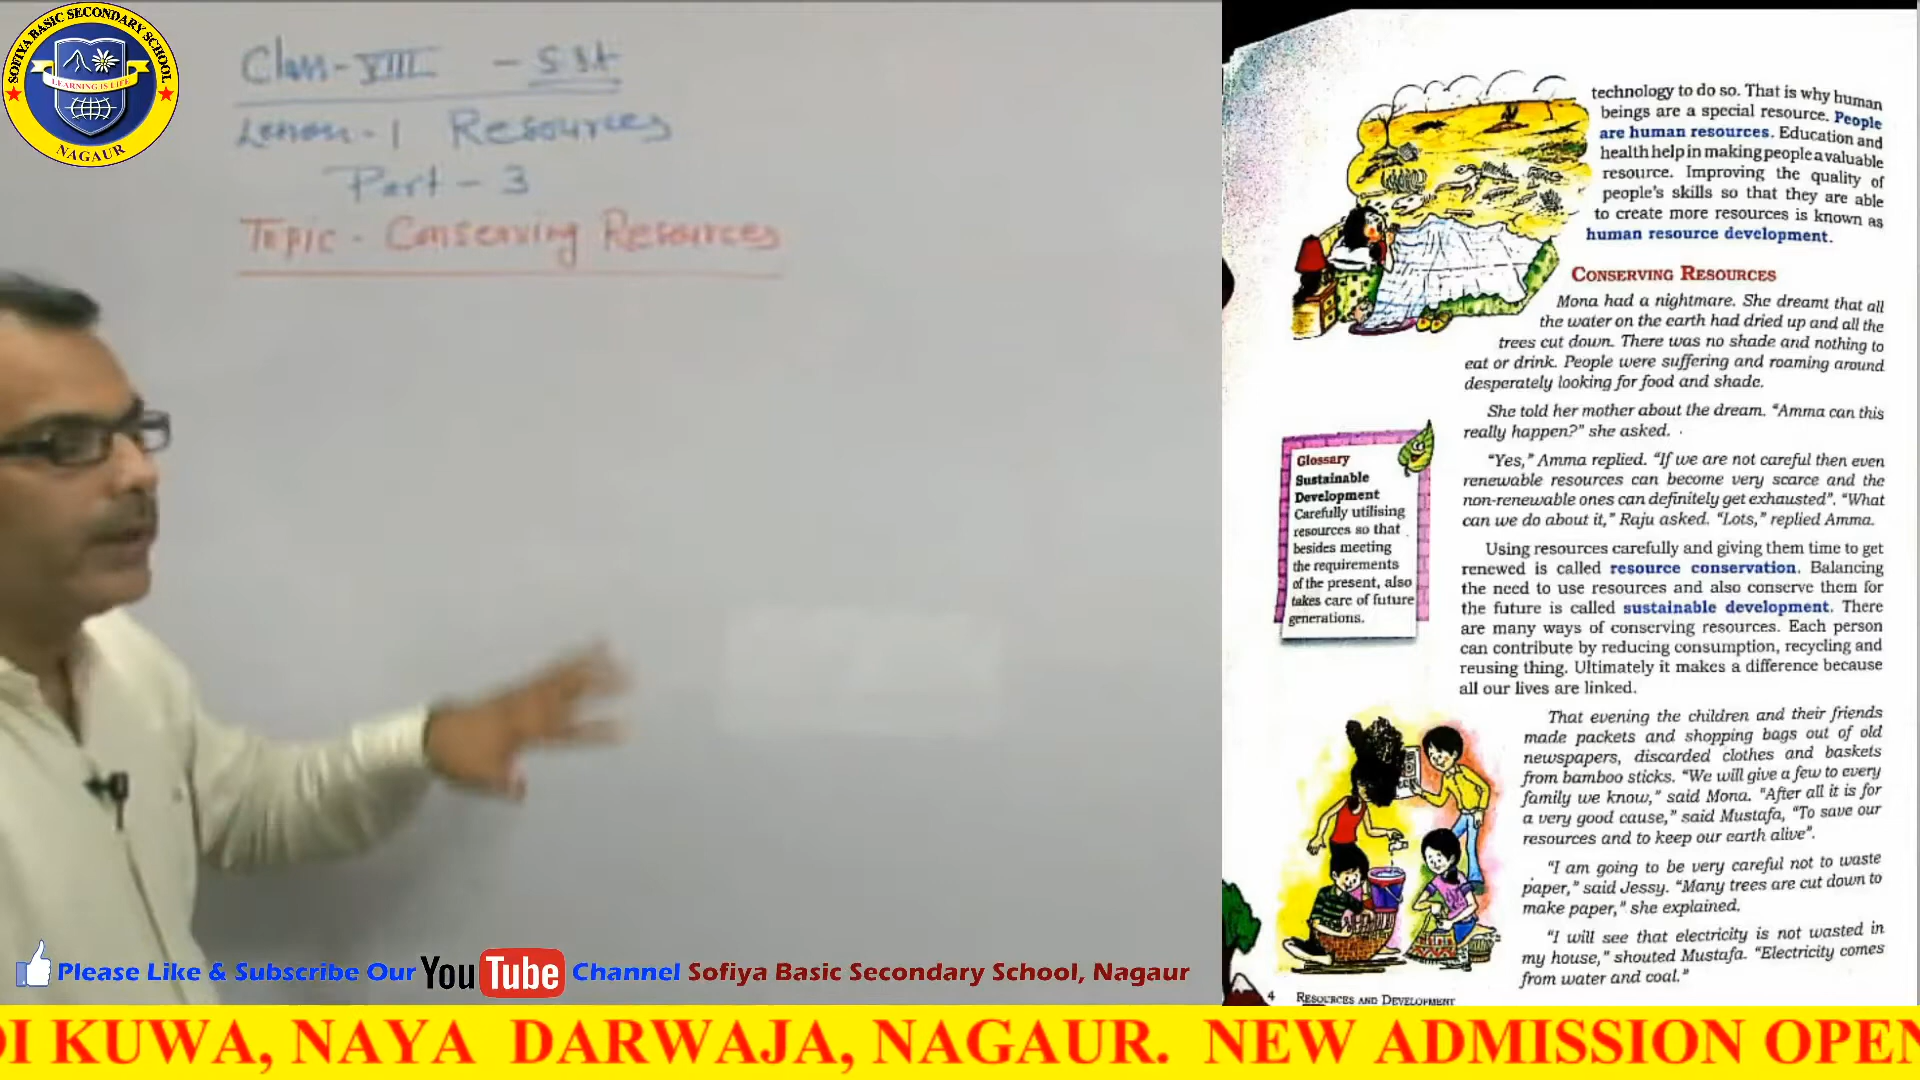 SOFIYA BASIC SECONDARY SCHOOL
LEARNING IS LIFE
NAGAUR
Class-VIII - SSt
Lesson-1 Resources
Part-3
Topic- Conserving Resources
technology to do so. That is why human
beings are a special resource. People
are human resources. Education and
health help in making people a valuable
resource. Improving the quality of
people's skills so that they are able
to create more resources is known as
human resource development.
CONSERVING RESOURCES
Mona had a nightmare. She dreamt that all
the water on the earth had dried up and all the
trees cut down. There was no shade and nothing to
eat or drink. People were suffering and roaming around
desperately looking for food and shade.
She told her mother about the dream. "Amma can this
really happen?" she asked.
"Yes," Amma replied. "If we are not careful then even
renewable resources can become very scarce and the
non-renewable ones can definitely get exhausted". "What
can we do about it," Raju asked. "Lots," replied Amma.
Using resources carefully and giving them time to get
renewed is called resource conservation. Balancing
the need to use resources and also conserve them for
the future is called sustainable development. There
are many ways of conserving resources. Each person
can contribute by reducing consumption, recycling and
reusing thing. Ultimately it makes a difference because
all our lives are linked.
That evening the children and their friends
made packets and shopping bags out of old
newspapers, discarded clothes and baskets
from bamboo sticks. "We will give a few to every
family we know," said Mona. "After all it is for
a very good cause," said Mustafa, "To save our
resources and to keep our earth alive".
"I am going to be very careful not to waste
paper," said Jessy. "Many trees are cut down to
make paper," she explained.
"I will see that electricity is not wasted in
my house," shouted Mustafa. "Electricity comes
from water and coal."
Glossary
Sustainable
Development
Carefully utilising
resources so that
besides meeting
the requirements
of the present, also
takes care of future
generations.
4 RESOURCES AND DEVELOPMENT
Please Like & Subscribe Our YouTube Channel Sofiya Basic Secondary School, Nagaur
DI KUWA, NAYA DARWAJA, NAGAUR. NEW ADMISSION OPEN